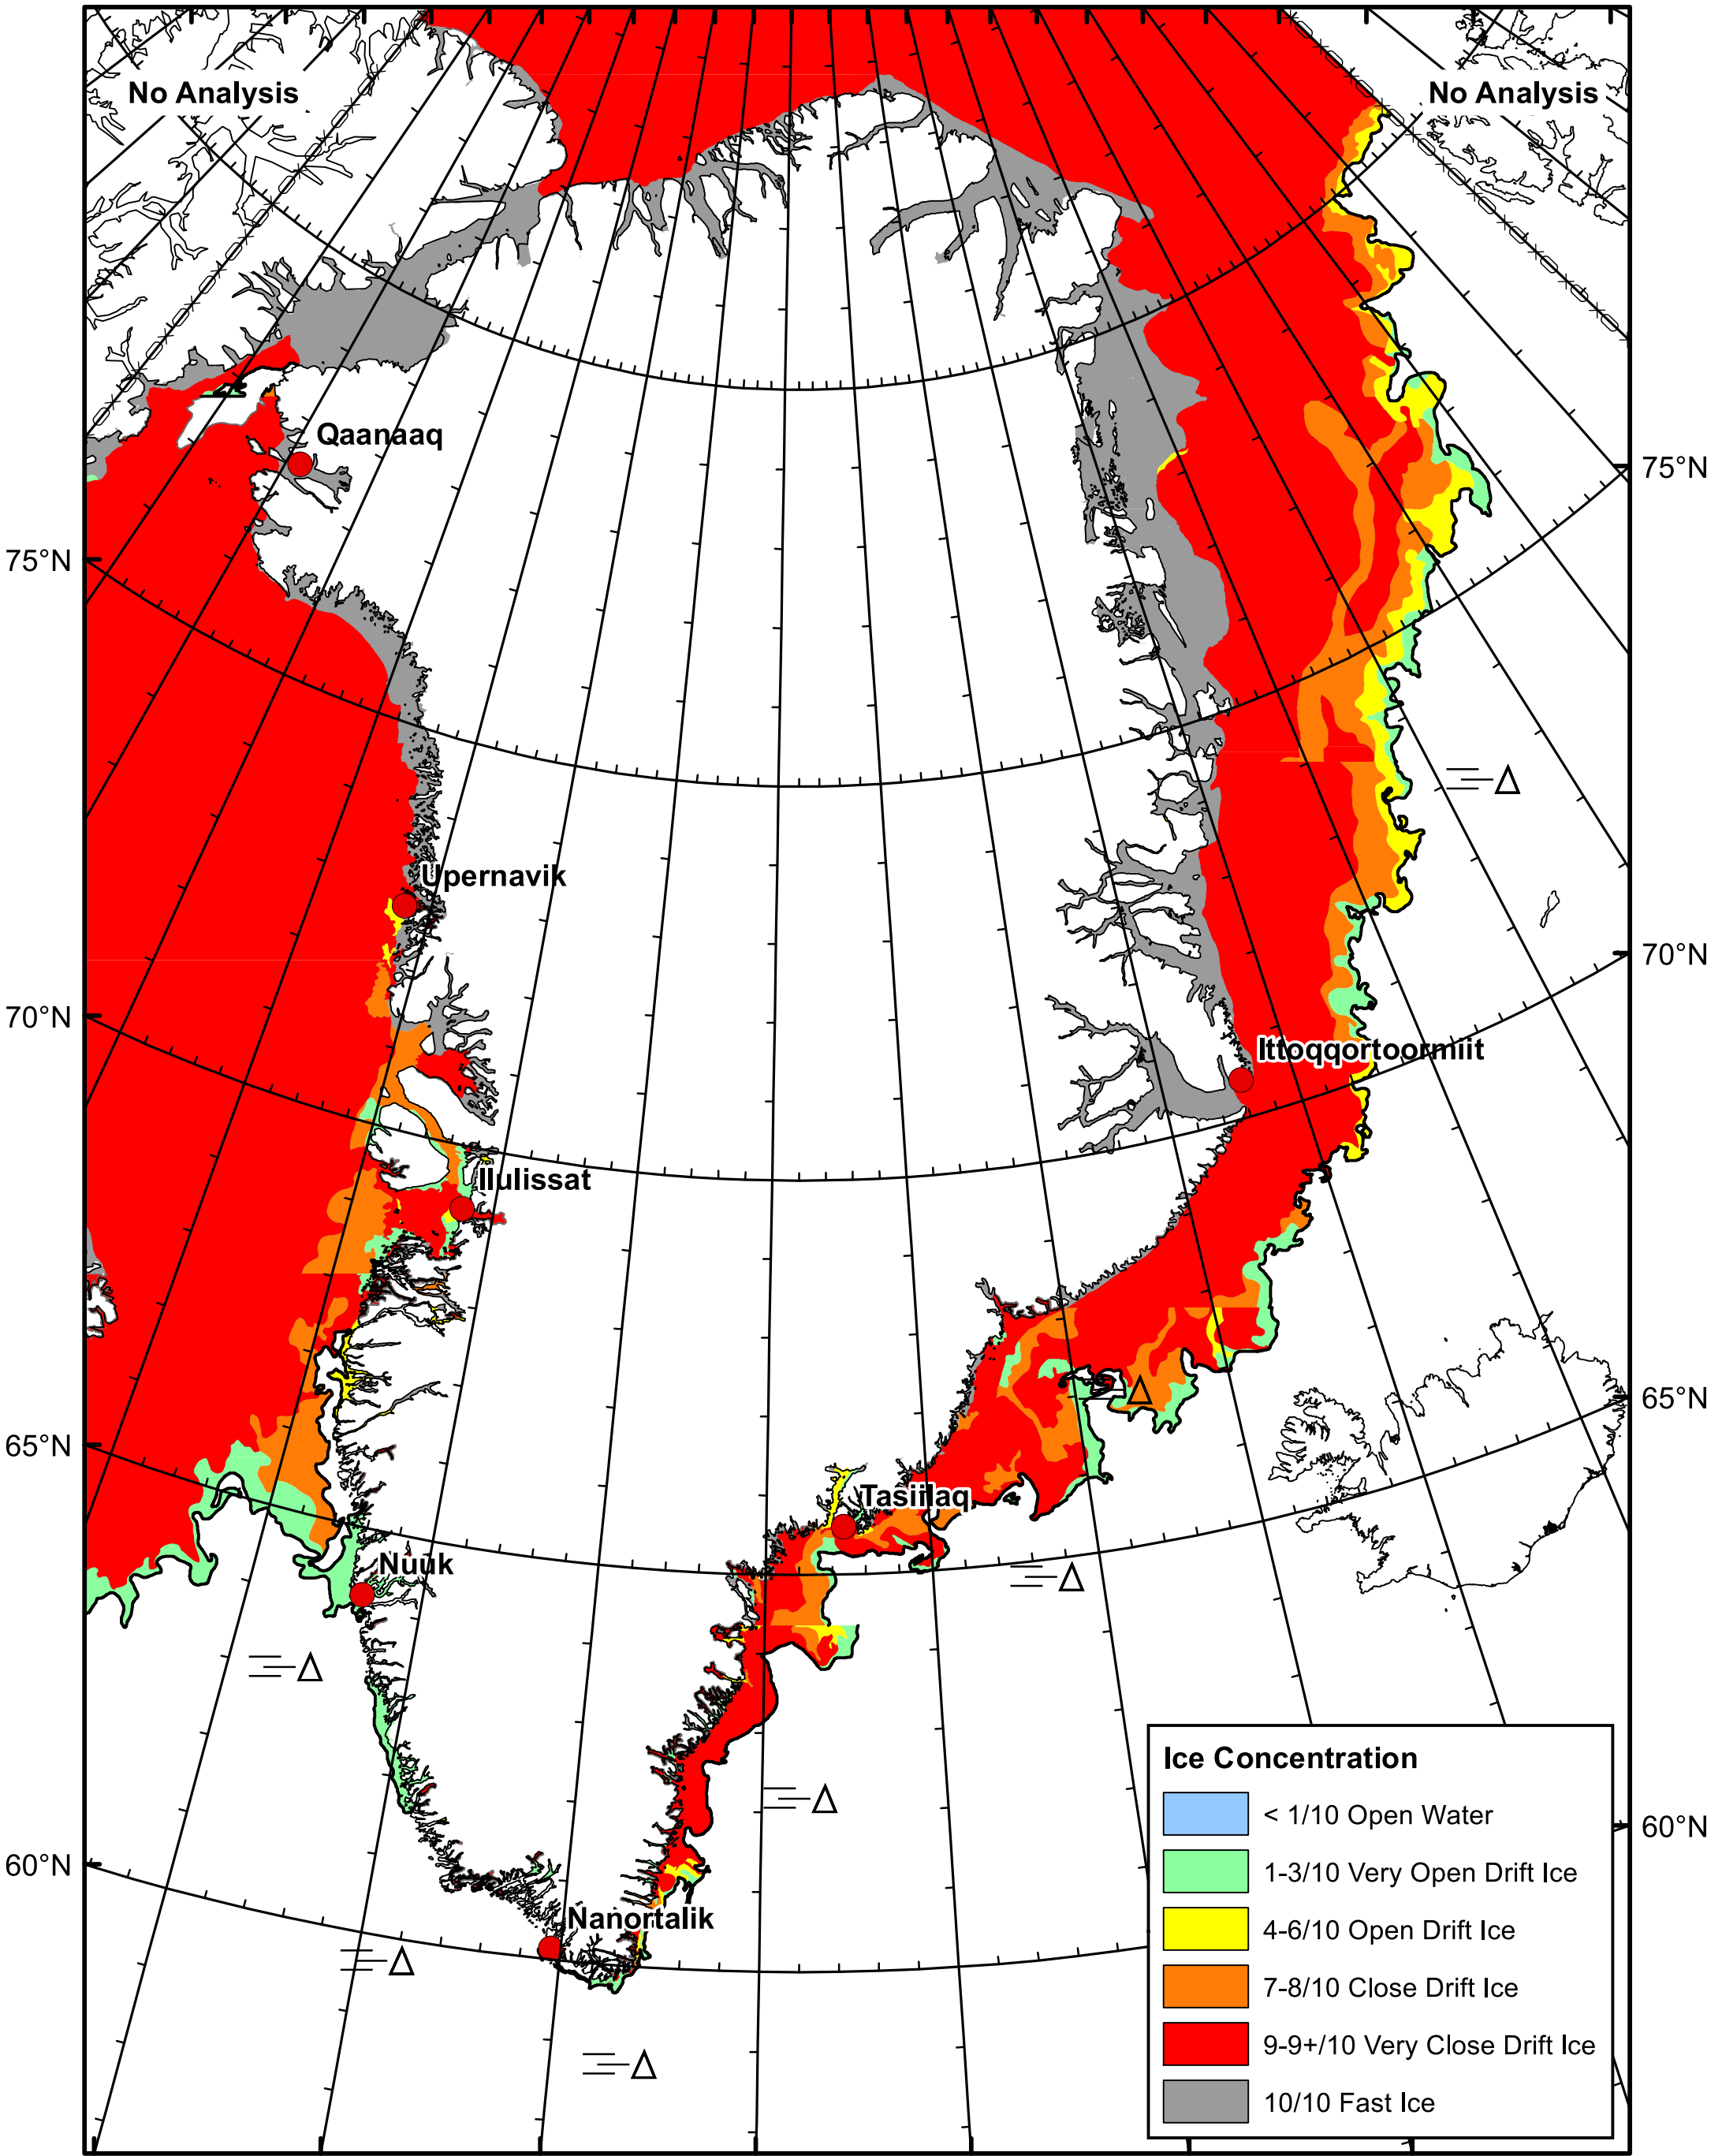 No Analysis
No Analysis
Qaanaaq
75°N
75°N
Upernavik
70°N
70°N
Ittoqqortoormiit
Ilulissat
65°N
65°N
Tasiilaq
Nuuk
60°N
60°N
Nanortalik
Ice Concentration
< 1/10 Open Water
1-3/10 Very Open Drift Ice
4-6/10 Open Drift Ice
7-8/10 Close Drift Ice
9-9+/10 Very Close Drift Ice
10/10 Fast Ice